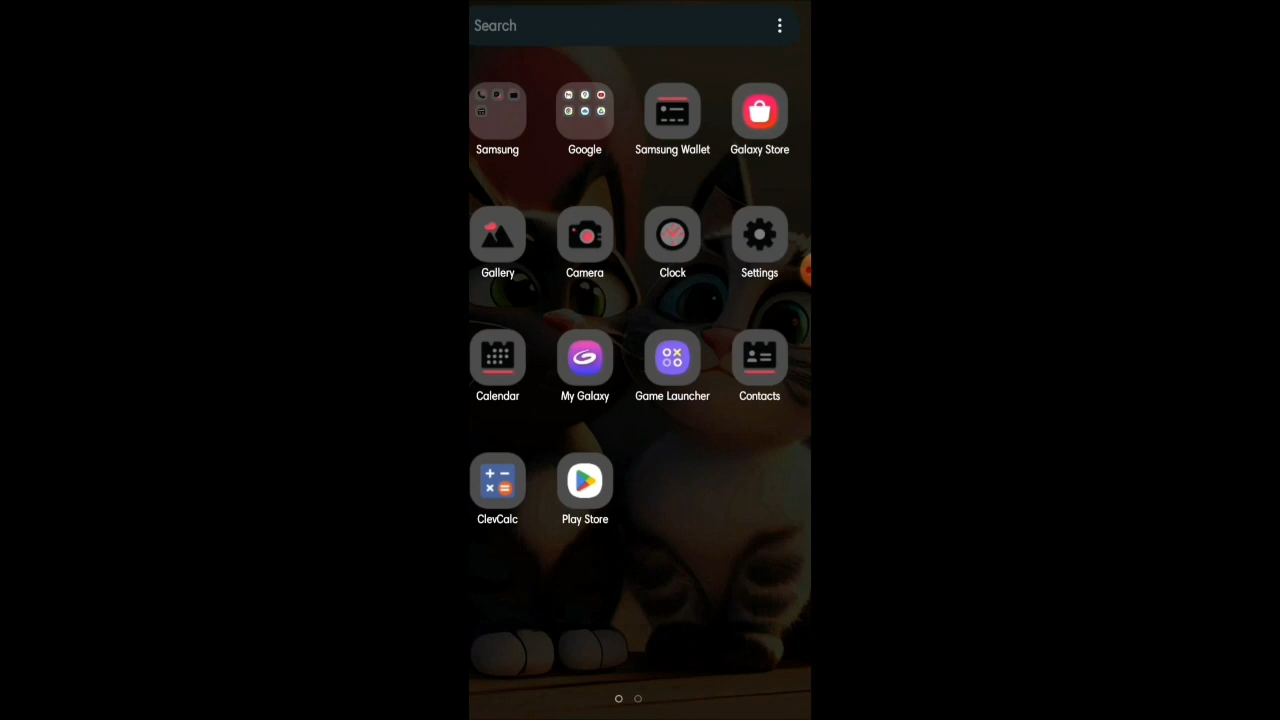 Search
Samsung
Google
Samsung Wallet
Galaxy Store
Gallery
Camera
Clock
Settings
Calendar
My Galaxy
Game Launcher
Contacts
ClevCalc
Play Store